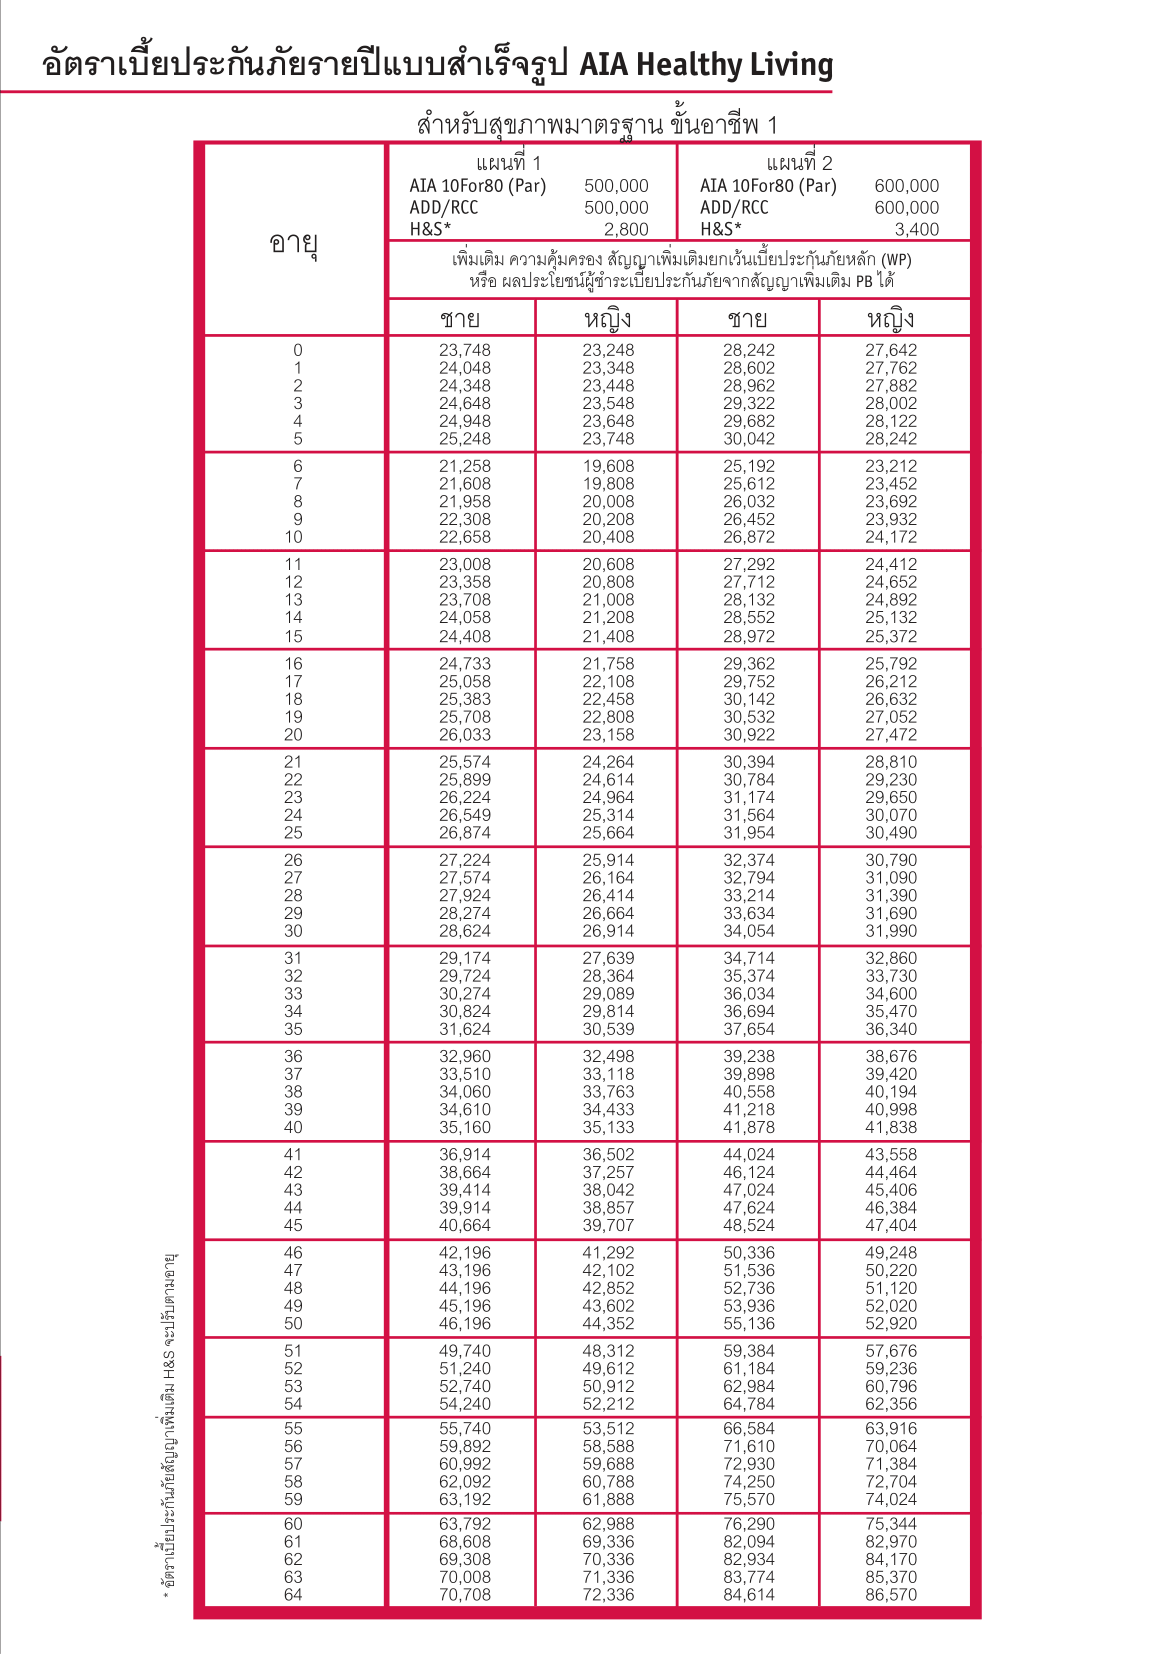 อัตราเบี้ยประกันภัยรายปีแบบสำเร็จรูป AIA Healthy Living
สำหรับสุขภาพมาตรฐาน ขั้นอาชีพ 1
อายุ
แผนที่ 1 แผนที่ 2
AIA 10For80 (Par) 500,000 AIA 10For80 (Par) 600,000
ADD/RCC 500,000 ADD/RCC 600,000
H&S* 2,800 H&S* 3,400
เพิ่มเติม ความคุ้มครอง สัญญาเพิ่มเติมยกเว้นเบี้ยประกันภัยหลัก (WP)
หรือ ผลประโยชน์ผู้ชำระเบี้ยประกันภัยจากสัญญาเพิ่มเติม PB ได้
ชาย หญิง ชาย หญิง
0 23,748 23,248 28,242 27,642
1 24,048 23,348 28,602 27,762
2 24,348 23,448 28,962 27,882
3 24,648 23,548 29,322 28,002
4 24,948 23,648 29,682 28,122
5 25,248 23,748 30,042 28,242
6 21,258 19,608 25,192 23,212
7 21,608 19,808 25,612 23,452
8 21,958 20,008 26,032 23,692
9 22,308 20,208 26,452 23,932
10 22,658 20,408 26,872 24,172
11 23,008 20,608 27,292 24,412
12 23,358 20,808 27,712 24,652
13 23,708 21,008 28,132 24,892
14 24,058 21,208 28,552 25,132
15 24,408 21,408 28,972 25,372
16 24,733 21,758 29,362 25,792
17 25,058 22,108 29,752 26,212
18 25,383 22,458 30,142 26,632
19 25,708 22,808 30,532 27,052
20 26,033 23,158 30,922 27,472
21 25,574 24,264 30,394 28,810
22 25,899 24,614 30,784 29,230
23 26,224 24,964 31,174 29,650
24 26,549 25,314 31,564 30,070
25 26,874 25,664 31,954 30,490
26 27,224 25,914 32,374 30,790
27 27,574 26,164 32,794 31,090
28 27,924 26,414 33,214 31,390
29 28,274 26,664 33,634 31,690
30 28,624 26,914 34,054 31,990
31 29,174 27,639 34,714 32,860
32 29,724 28,364 35,374 33,730
33 30,274 29,089 36,034 34,600
34 30,824 29,814 36,694 35,470
35 31,624 30,539 37,654 36,340
36 32,960 32,498 39,238 38,676
37 33,510 33,118 39,898 39,420
38 34,060 33,763 40,558 40,194
39 34,610 34,433 41,218 40,998
40 35,160 35,133 41,878 41,838
41 36,914 36,502 44,024 43,558
42 38,664 37,257 46,124 44,464
43 39,414 38,042 47,024 45,406
44 39,914 38,857 47,624 46,384
45 40,664 39,707 48,524 47,404
46 42,196 41,292 50,336 49,248
47 43,196 42,102 51,536 50,220
48 44,196 42,852 52,736 51,120
49 45,196 43,602 53,936 52,020
50 46,196 44,352 55,136 52,920
51 49,740 48,312 59,384 57,676
52 51,240 49,612 61,184 59,236
53 52,740 50,912 62,984 60,796
54 54,240 52,212 64,784 62,356
55 55,740 53,512 66,584 63,916
56 59,892 58,588 71,610 70,064
57 60,992 59,688 72,930 71,384
58 62,092 60,788 74,250 72,704
59 63,192 61,888 75,570 74,024
60 63,792 62,988 76,290 75,344
61 68,608 69,336 82,094 82,970
62 69,308 70,336 82,934 84,170
63 70,008 71,336 83,774 85,370
64 70,708 72,336 84,614 86,570
* อัตราเบี้ยประกันภัยสัญญาเพิ่มเติม H&S จะปรับตามอายุ